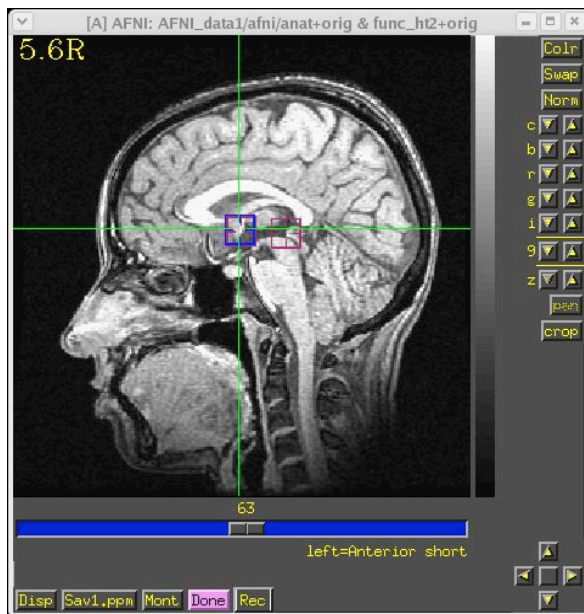 [A] AFNI: AFNI_data1/afni/anat+orig & func_ht2+orig
5.6R
Colr
Swap
Norm
c
b
r
g
i
9
z
pan
crop
63
left=Anterior short
Disp Sav1.ppm Mont Done Rec